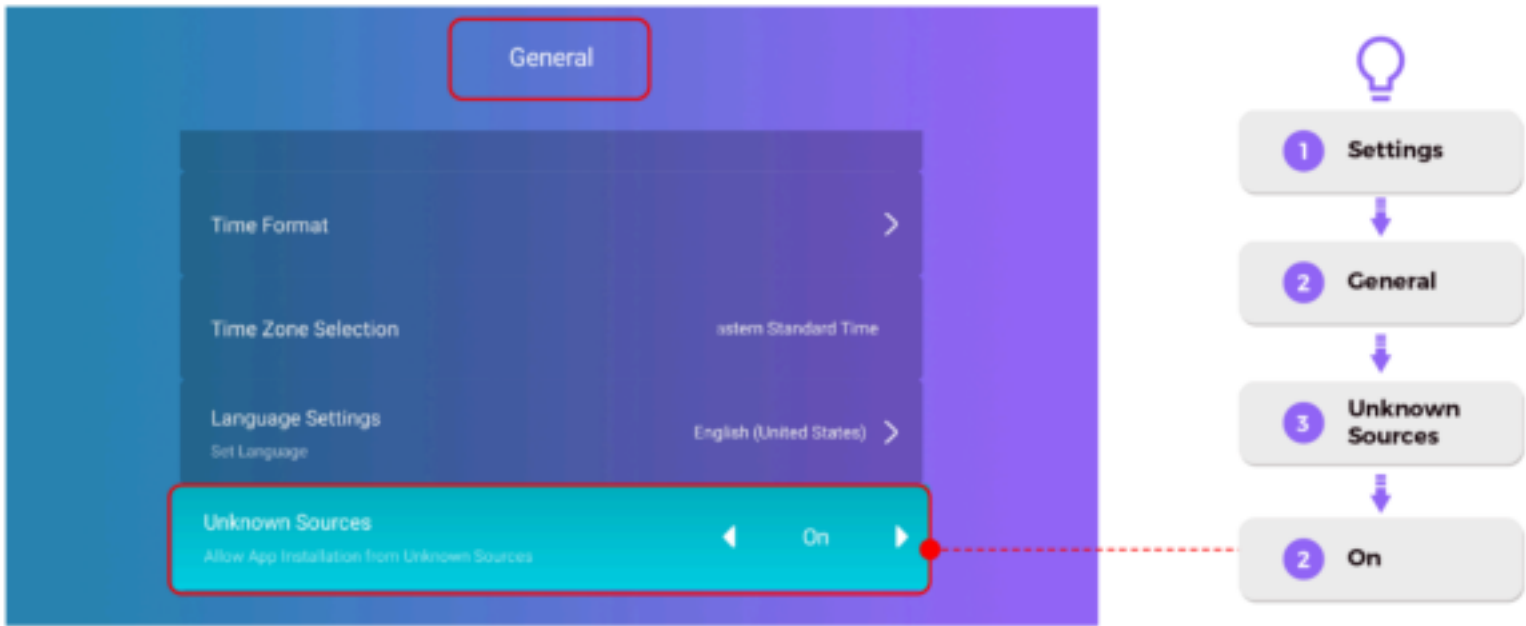 General
Time Format
Time Zone Selection
astern Standard Time
Language Settings
Set Language
English (United States)
Unknown Sources
Allow App Installation from Unknown Sources
On
1 Settings
2 General
3 Unknown
Sources
2 On